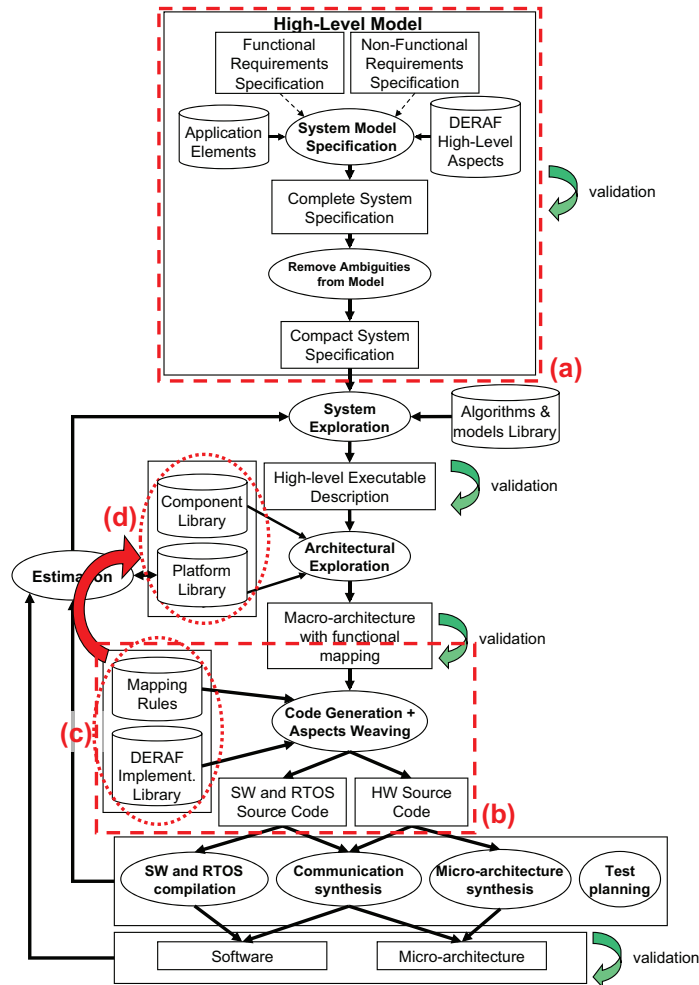 High-Level Model
Functional
Requirements
Specification
Non-Functional
Requirements
Specification
Application
Elements
System Model
Specification
DERAF
High-Level
Aspects
validation
Complete System
Specification
Remove Ambiguities
from Model
Compact System
Specification
(a)
System
Exploration
Algorithms &
models Library
High-level Executable
Description
validation
Component
Library
(d)
Architectural
Exploration
Estimation
Platform
Library
Macro-architecture
with functional
mapping
validation
Mapping
Rules
(c)
Code Generation +
Aspects Weaving
DERAF
Implement.
Library
SW and RTOS
Source Code
HW Source
Code
(b)
SW and RTOS
compilation
Communication
synthesis
Micro-architecture
synthesis
Test
planning
Software
Micro-architecture
validation